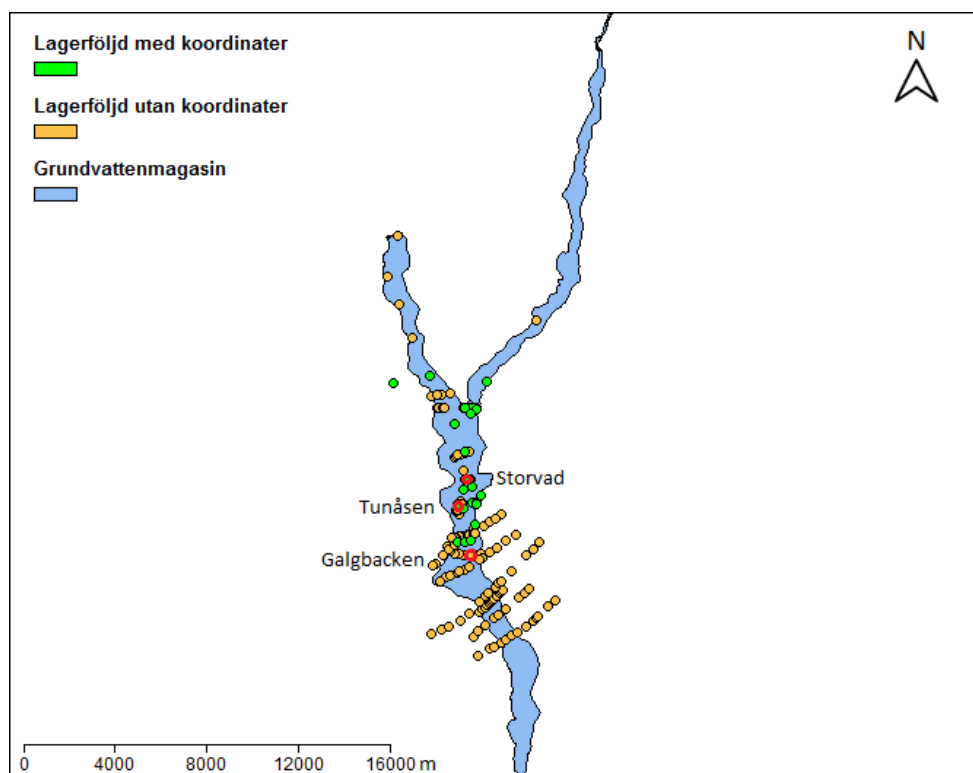 Lagerföljd med koordinater
Lagerföljd utan koordinater
Grundvattenmagasin
N
Storvad
Tunåsen
Galgbacken
0 4000 8000 12000 16000 m